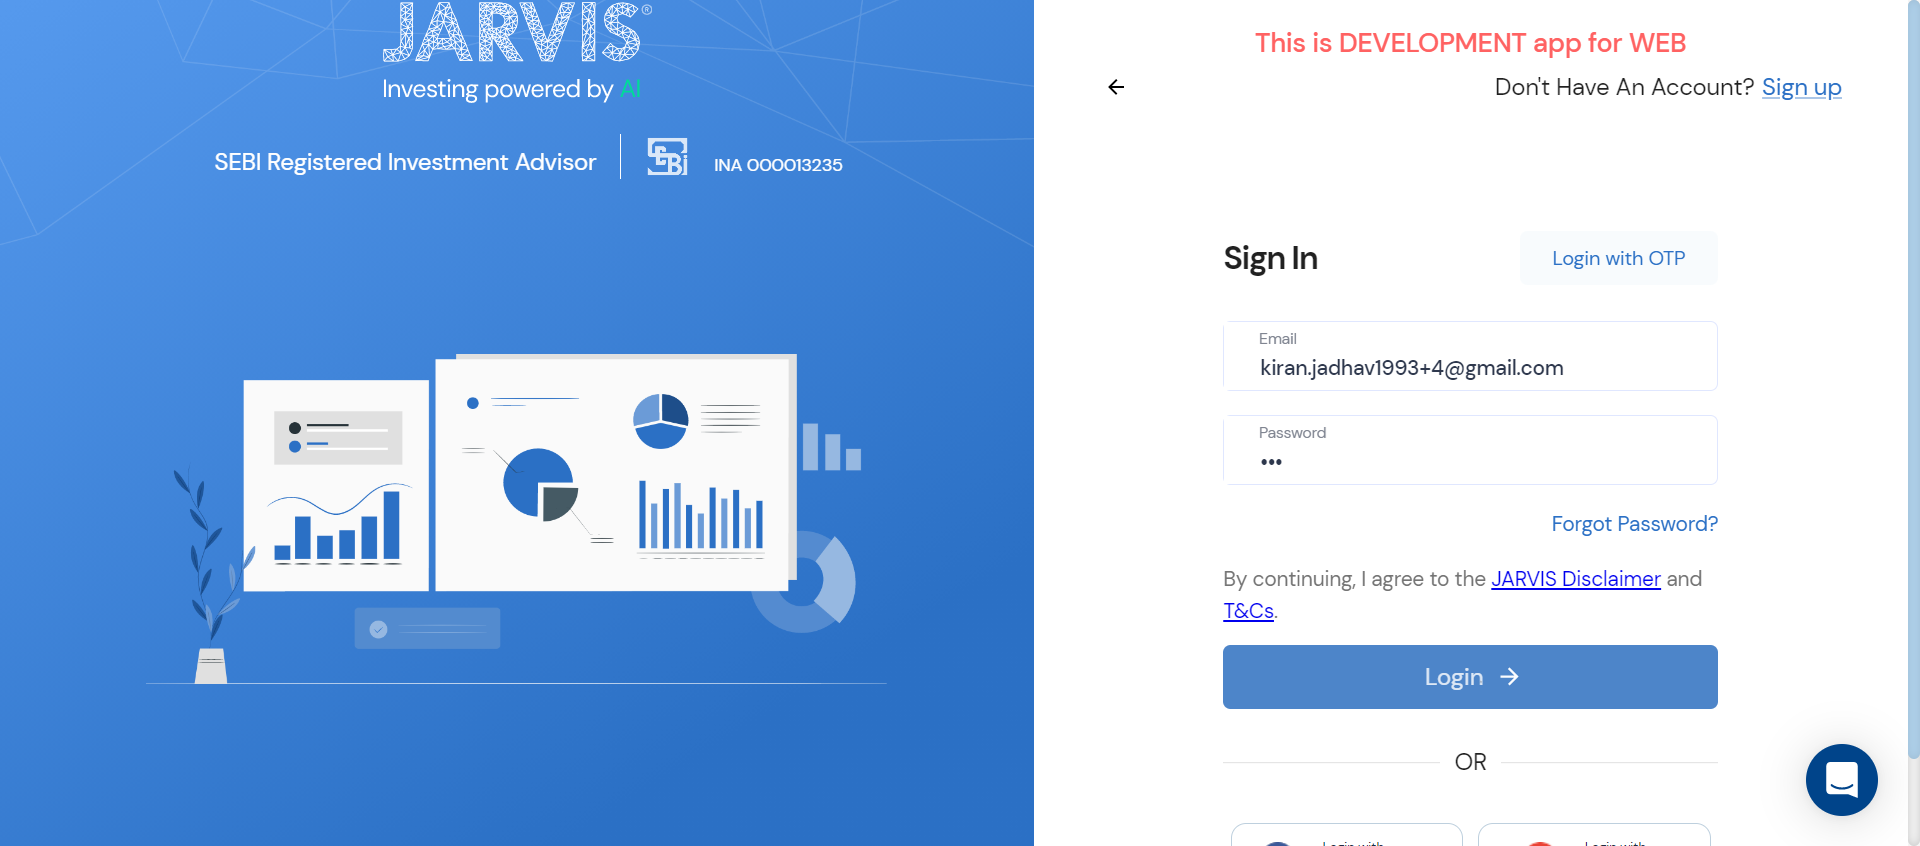 JARVIS®
Investing powered by AI
SEBI Registered Investment Advisor
SEBI
INA 000013235
This is DEVELOPMENT app for WEB
Don't Have An Account? Sign up
Sign In
Login with OTP
Email
kiran.jadhav1993+4@gmail.com
Password
•••
Forgot Password?
By continuing, I agree to the JARVIS Disclaimer and
T&Cs.
Login →
OR
Login with
Login with